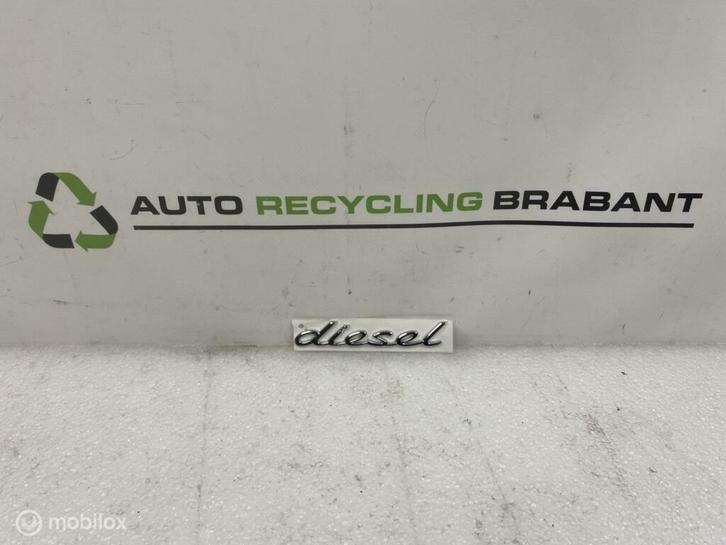 AUTO RECYCLING BRABANT
diesel
mobilox